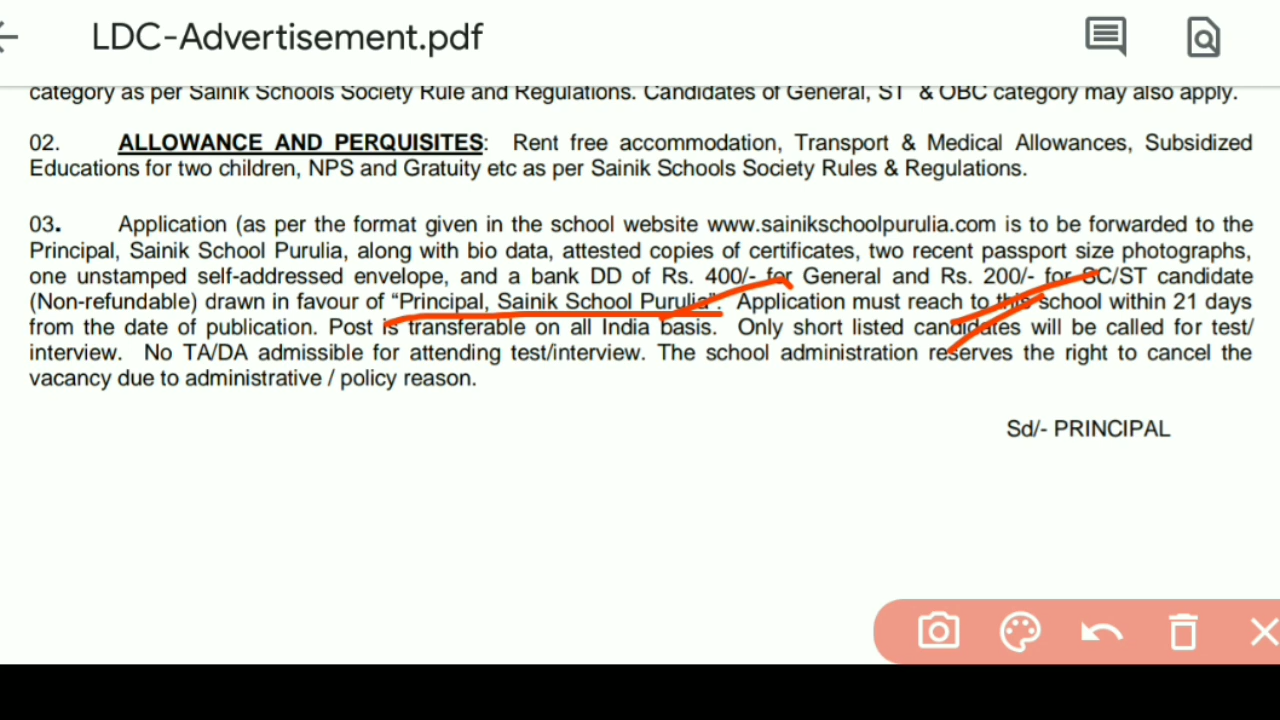 LDC-Advertisement.pdf
category as per Sainik Schools Society Rule and Regulations. Candidates of General, ST & OBC category may also apply.
02. ALLOWANCE AND PERQUISITES: Rent free accommodation, Transport & Medical Allowances, Subsidized
Educations for two children, NPS and Gratuity etc as per Sainik Schools Society Rules & Regulations.
03. Application (as per the format given in the school website www.sainikschoolpurulia.com is to be forwarded to the
Principal, Sainik School Purulia, along with bio data, attested copies of certificates, two recent passport size photographs,
one unstamped self-addressed envelope, and a bank DD of Rs. 400/- for General and Rs. 200/- for SC/ST candidate
(Non-refundable) drawn in favour of “Principal, Sainik School Purulia”. Application must reach to this school within 21 days
from the date of publication. Post is transferable on all India basis. Only short listed candidates will be called for test/
interview. No TA/DA admissible for attending test/interview. The school administration reserves the right to cancel the
vacancy due to administrative / policy reason.
Sd/- PRINCIPAL